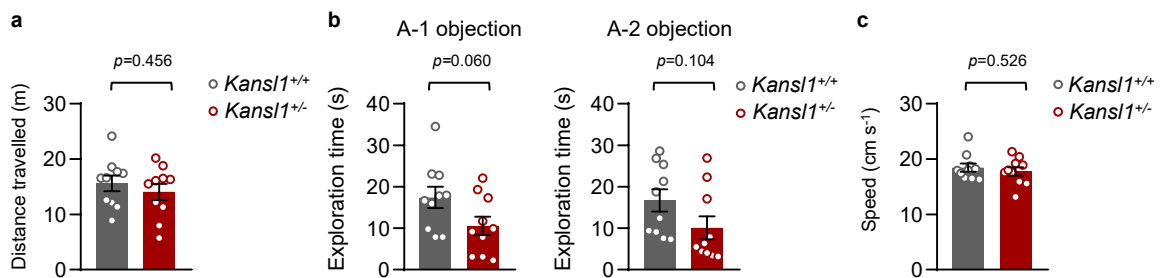 a
p=0.456
Kansl1+/+
Kansl1+/-
Distance travelled (m)
30
20
10
0
b
A-1 objection
p=0.060
Exploration time (s)
40
30
20
10
0
A-2 objection
p=0.104
Kansl1+/+
Kansl1+/-
Exploration time (s)
40
30
20
10
0
c
p=0.526
Kansl1+/+
Kansl1+/-
Speed (cm s⁻¹)
30
20
10
0